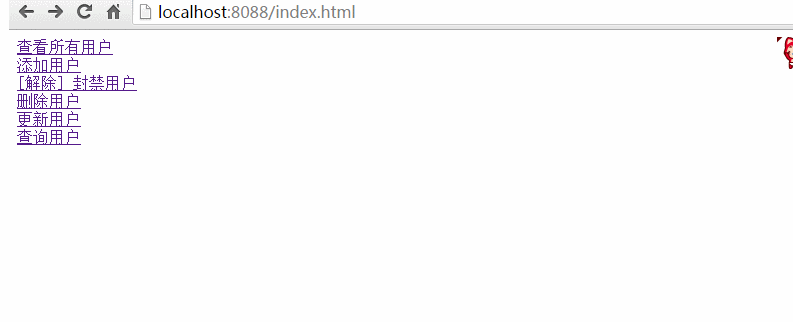 localhost:8088/index.html
查看所有用户
添加用户
[解除] 封禁用户
删除用户
更新用户
查询用户